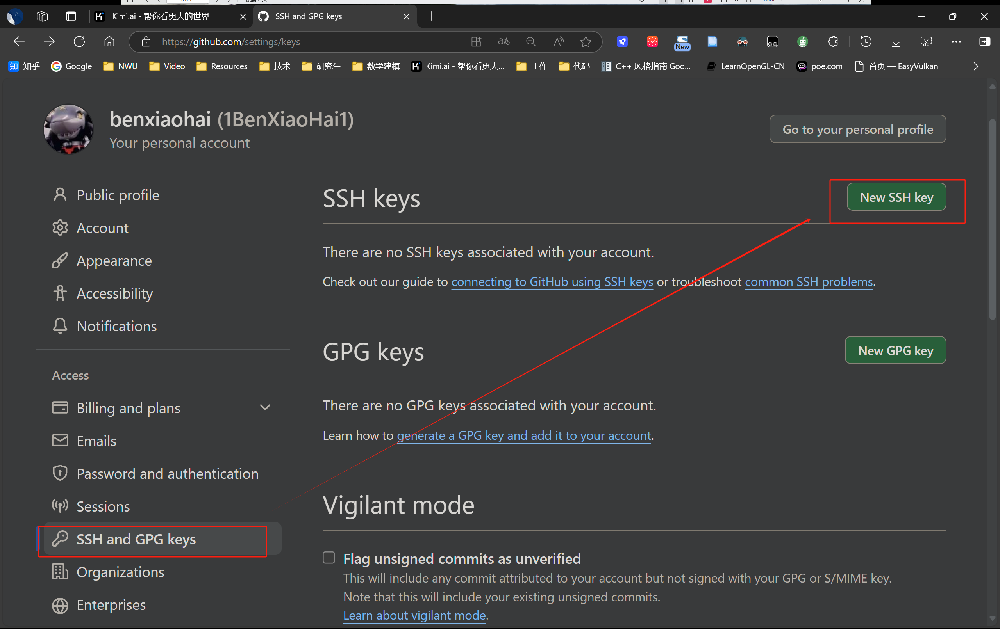 Kimi.ai - 帮你看更大的世界
SSH and GPG keys
https://github.com/settings/keys
aあ
New
知 知乎
Google
NWU
Video
Resources
技术
研究生
数学建模
Kimi.ai - 帮你看更大...
工作
代码
C++ 风格指南 Goo...
LearnOpenGL-CN
poe.com
首页 — EasyVulkan
benxiaohai (1BenXiaoHai1)
Your personal account
Go to your personal profile
Public profile
Account
Appearance
Accessibility
Notifications
Access
Billing and plans
Emails
Password and authentication
Sessions
SSH and GPG keys
Organizations
Enterprises
SSH keys
New SSH key
There are no SSH keys associated with your account.
Check out our guide to connecting to GitHub using SSH keys or troubleshoot common SSH problems.
GPG keys
New GPG key
There are no GPG keys associated with your account.
Learn how to generate a GPG key and add it to your account.
Vigilant mode
Flag unsigned commits as unverified
This will include any commit attributed to your account but not signed with your GPG or S/MIME key.
Note that this will include your existing unsigned commits.
Learn about vigilant mode.